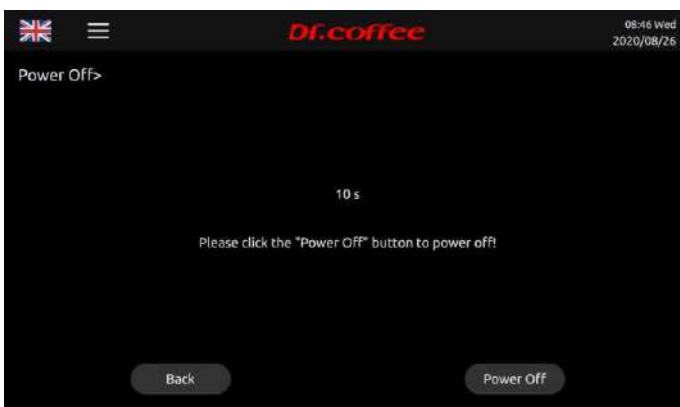 Dr.coffee
08:46 Wed
2020/08/26
Power Off>
10 s
Please click the "Power Off" button to power off!
Back
Power Off